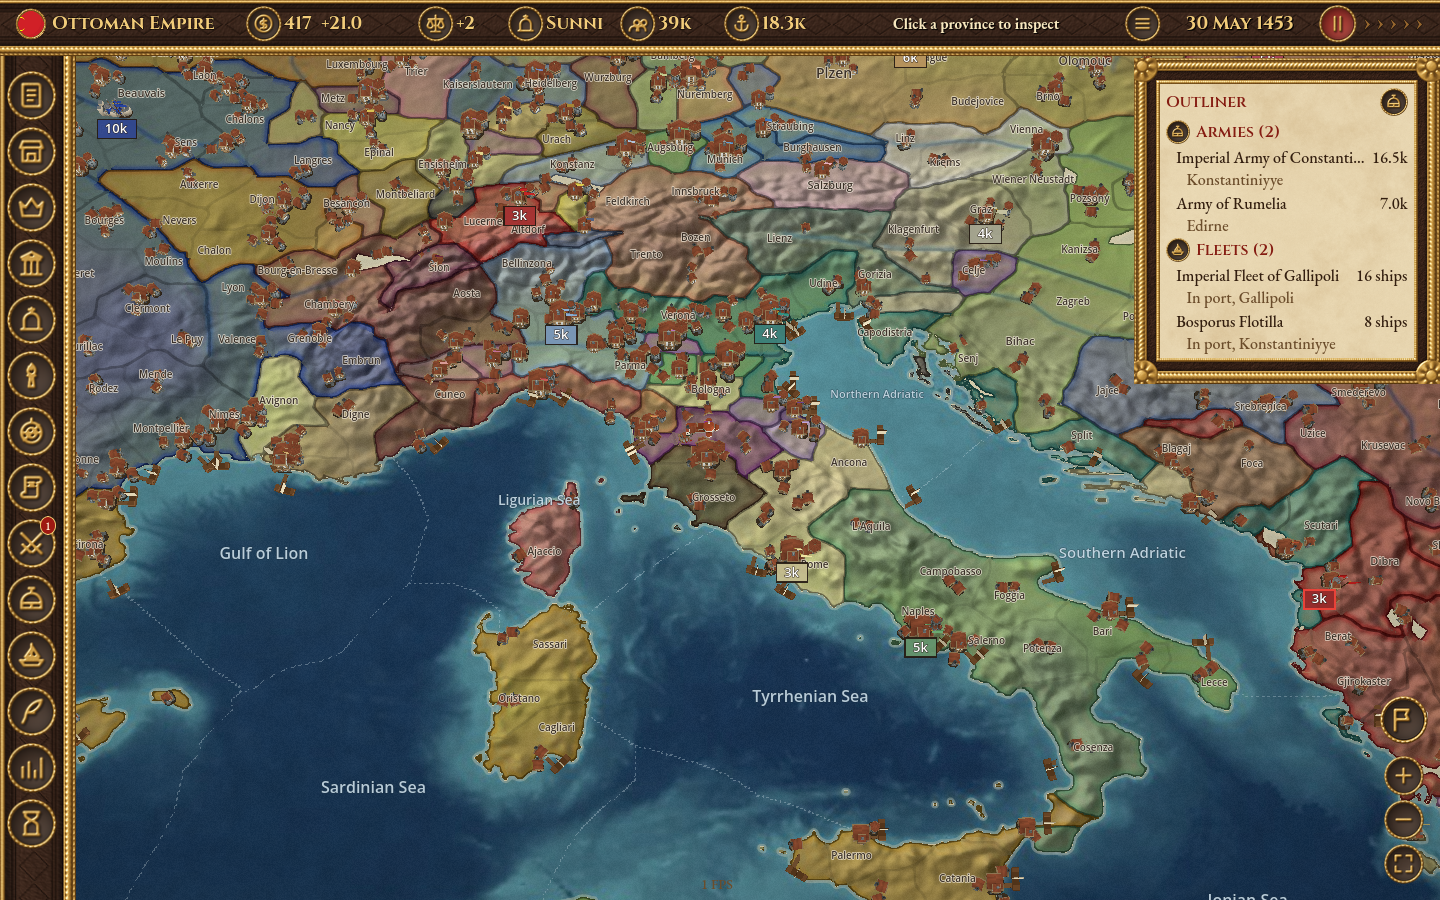 OTTOMAN EMPIRE 417 +21.0 +2 SUNNI 39K 18.3K Click a province to inspect 30 MAY 1453
OUTLINER
ARMIES (2)
Imperial Army of Constanti... 16.5k
Konstantiniyye
Army of Rumelia 7.0k
Edirne
FLEETS (2)
Imperial Fleet of Gallipoli 16 ships
In port, Gallipoli
Bosporus Flotilla 8 ships
In port, Konstantiniyye
1
Luxembourg
Trier
Plzen
6k
Olomouc
Laon
Kaiserslautern
Heidelberg
Wurzburg
Beauvais
Metz
Nuremberg
Budejovice
Brno
10k
Chalons
Nancy
Straubing
Vienna
Sens
Epinal
Urach
Augsburg
Munich
Burghausen
Linz
Krems
Langres
Ensisheim
Konstanz
Auxerre
Montbeliard
Innsbruck
Salzburg
Wiener Neustadt
Dijon
Besancon
Feldkirch
Pozsony
Bourges
Nevers
3k
Lucerne
Altdorf
Graz
4k
Chalon
Bozen
Lienz
Klagenfurt
Kanizsa
Moulins
Trento
Bourg-en-Bresse
Sion
Bellinzona
Gorizia
Celje
Lyon
Aosta
Udine
Clermont
Chambery
Zagreb
Verona
Le Puy
Valence
Grenoble
5k
4k
Capodistria
Bihac
Embrun
Parma
Senj
Mende
Rodez
Bologna
Jajce
Avignon
Cuneo
Northern Adriatic
Smederevo
Nimes
Digne
Srebrenica
Montpellier
Split
Uzice
Krusevac
Ancona
Blagaj
Foca
Ligurian Sea
Grosseto
L'Aquila
Scutari
Gulf of Lion
Ajaccio
Southern Adriatic
Dibra
3k
Campobasso
Foggia
3k
Naples
Bari
Berat
Sassari
5k
Salerno
Potenza
Lecce
Gjirokaster
Oristano
Tyrrhenian Sea
Cagliari
Cosenza
Sardinian Sea
Palermo
Catania
Ionian Sea